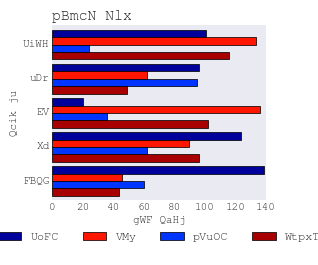 pBmcN Nlx
UiWH
uDr
EV
Xd
FBQG
Qcik ju
0 20 40 60 80 100 120 140
gWF QaHj
UoFC VMy pVuOC WtpxT